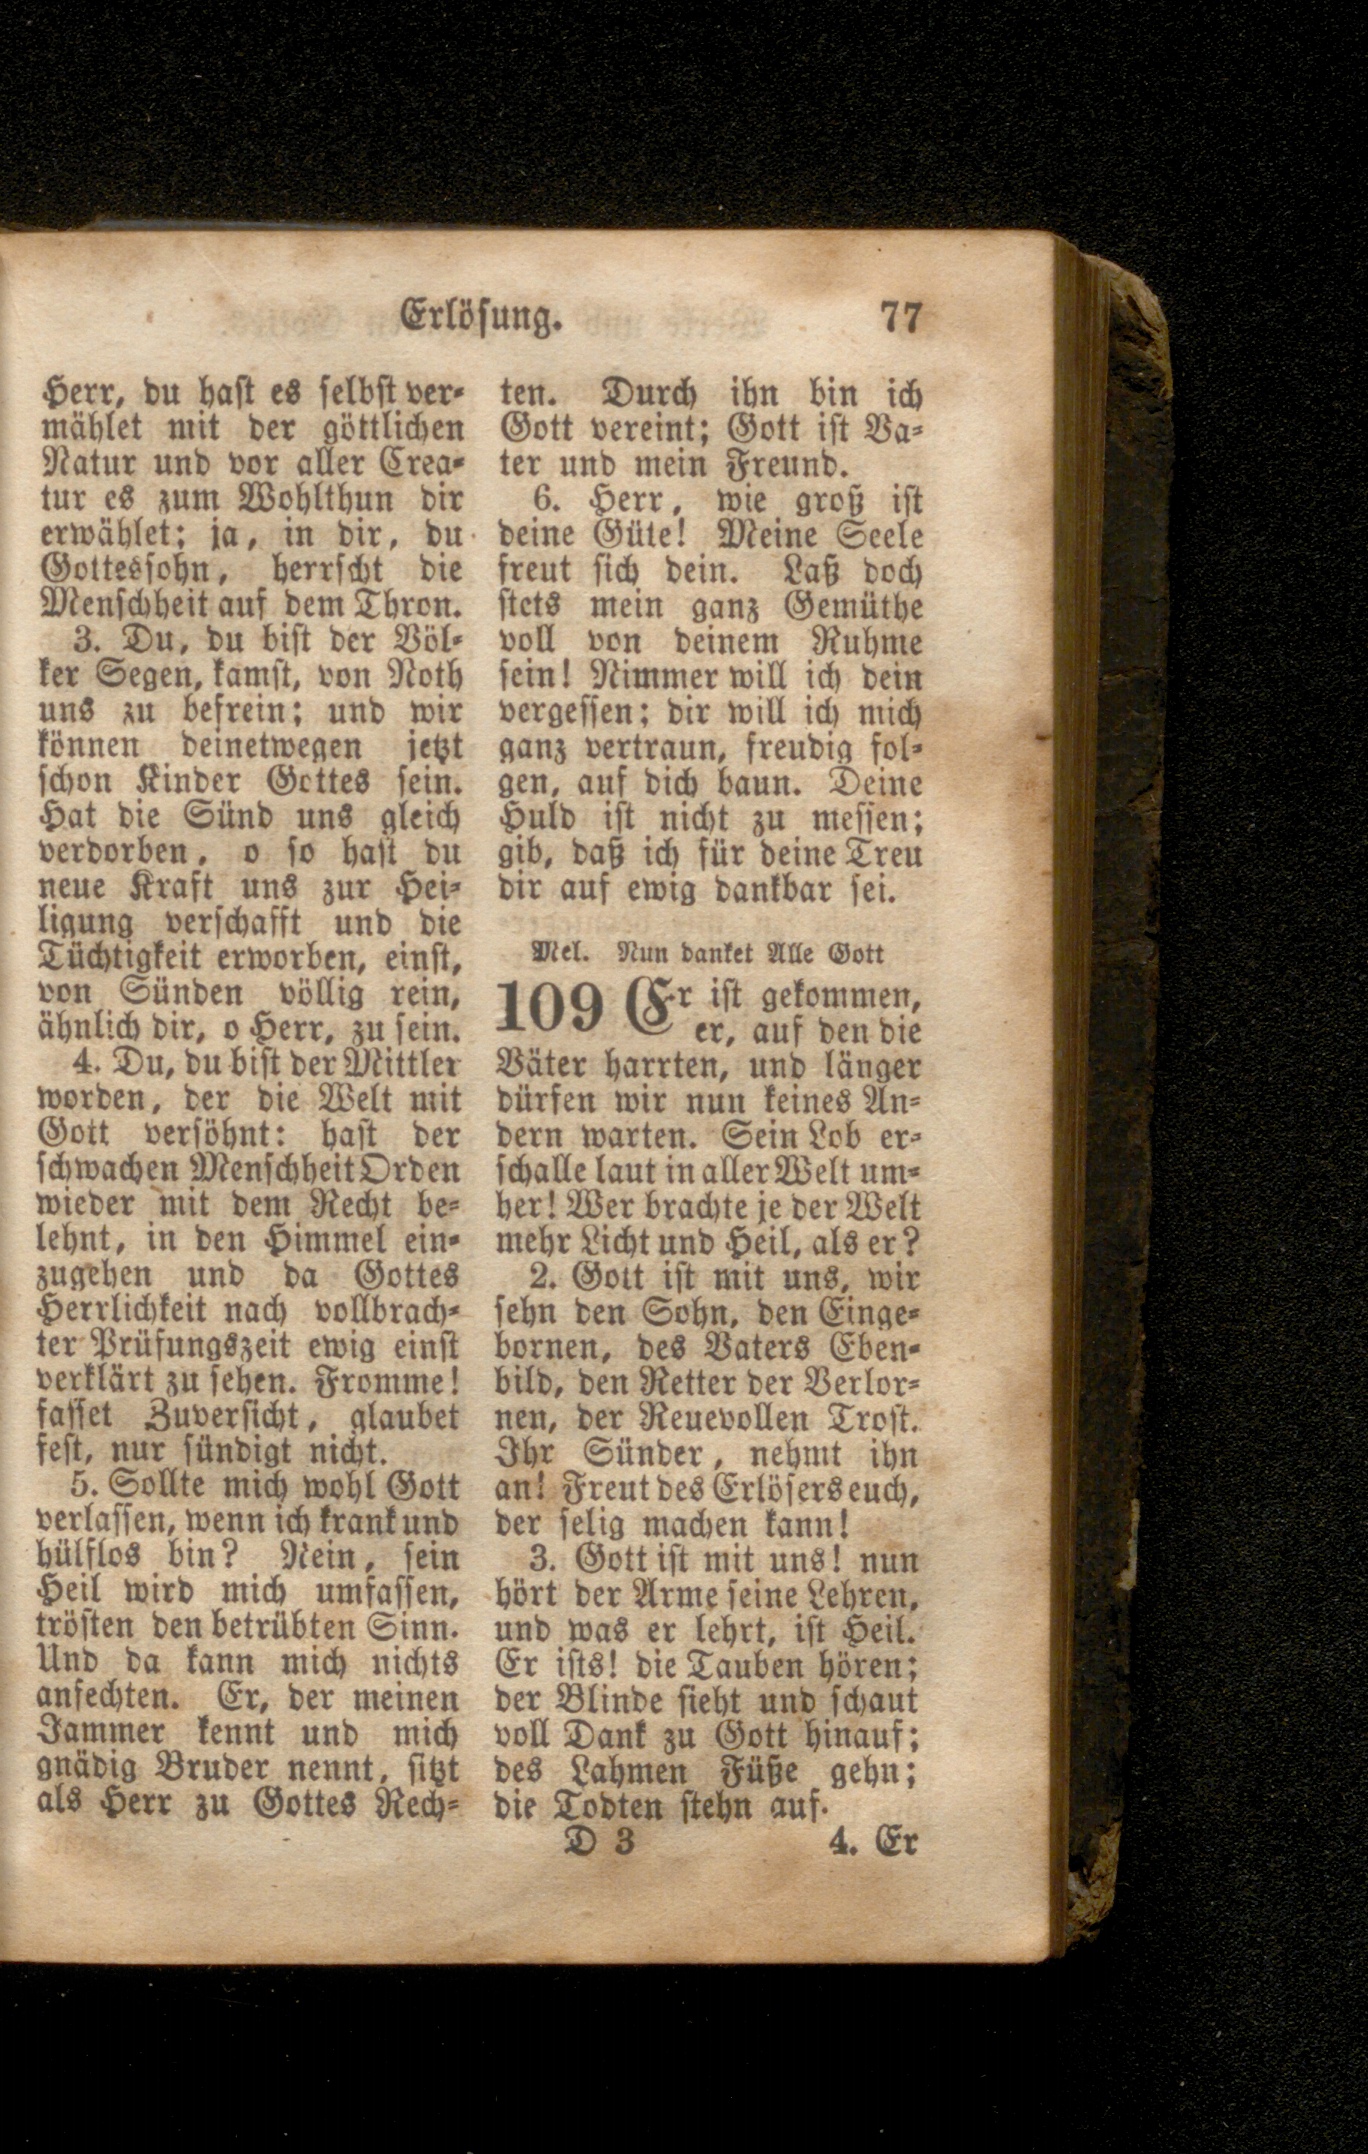 Erlösung. 77
Herr, du hast es selbst ver-
mählet mit der göttlichen
Natur und vor aller Crea-
tur es zum Wohlthun dir
erwählet; ja, in dir, du
Gottessohn, herrscht die
Menschheit auf dem Thron.
3. Du, du bist der Völ-
ker Segen, kamst, von Noth
uns zu befrein; und wir
können deinetwegen jetzt
schon Kinder Gottes sein.
Hat die Sünd uns gleich
verdorben, o so hast du
neue Kraft uns zur Hei-
ligung verschafft und die
Tüchtigkeit erworben, einst,
von Sünden völlig rein,
ähnlich dir, o Herr, zu sein.
4. Du, du bist der Mittler
worden, der die Welt mit
Gott versöhnt: hast der
schwachen Menschheit Orden
wieder mit dem Recht be-
lehnt, in den Himmel ein-
zugehen und da Gottes
Herrlichkeit nach vollbrach-
ter Prüfungszeit ewig einst
verklärt zu sehen. Fromme!
fasset Zuversicht, glaubet
fest, nur sündigt nicht.
5. Sollte mich wohl Gott
verlassen, wenn ich krank und
hülflos bin? Nein, sein
Heil wird mich umfassen,
trösten den betrübten Sinn.
Und da kann mich nichts
anfechten. Er, der meinen
Jammer kennt und mich
gnädig Bruder nennt, sitzt
als Herr zu Gottes Rech-
ten. Durch ihn bin ich
Gott vereint; Gott ist Va-
ter und mein Freund.
6. Herr, wie groß ist
deine Güte! Meine Seele
freut sich dein. Laß doch
stets mein ganz Gemüthe
voll von deinem Ruhme
sein! Nimmer will ich dein
vergessen; dir will ich mich
ganz vertraun, freudig fol-
gen, auf dich baun. Deine
Huld ist nicht zu messen;
gib, daß ich für deine Treu
dir auf ewig dankbar sei.
Mel. Nun danket Alle Gott
109 Er ist gekommen,
er, auf den die
Väter harrten, und länger
dürfen wir nun keines An-
dern warten. Sein Lob er-
schalle laut in aller Welt um-
her! Wer brachte je der Welt
mehr Licht und Heil, als er?
2. Gott ist mit uns, wir
sehn den Sohn, den Einge-
bornen, des Vaters Eben-
bild, den Retter der Verlor-
nen, der Reuevollen Trost.
Ihr Sünder, nehmt ihn
an! Freut des Erlösers euch,
der selig machen kann!
3. Gott ist mit uns! nun
hört der Arme seine Lehren,
und was er lehrt, ist Heil.
Er ists! die Tauben hören;
der Blinde sieht und schaut
voll Dank zu Gott hinauf;
des Lahmen Füße gehn;
die Todten stehn auf.
D 3 4. Er